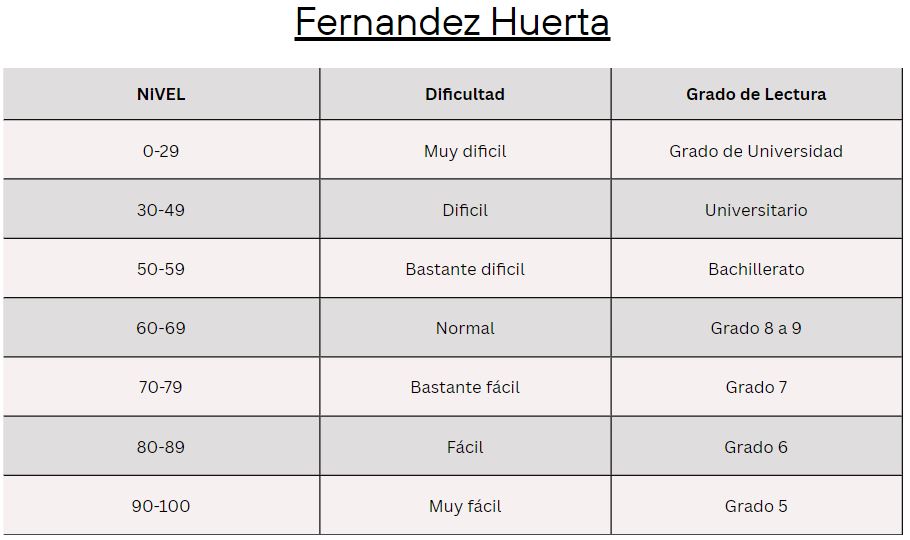 Fernandez Huerta
NiVEL Dificultad Grado de Lectura
0-29 Muy dificil Grado de Universidad
30-49 Dificil Universitario
50-59 Bastante dificil Bachillerato
60-69 Normal Grado 8 a 9
70-79 Bastante fácil Grado 7
80-89 Fácil Grado 6
90-100 Muy fácil Grado 5